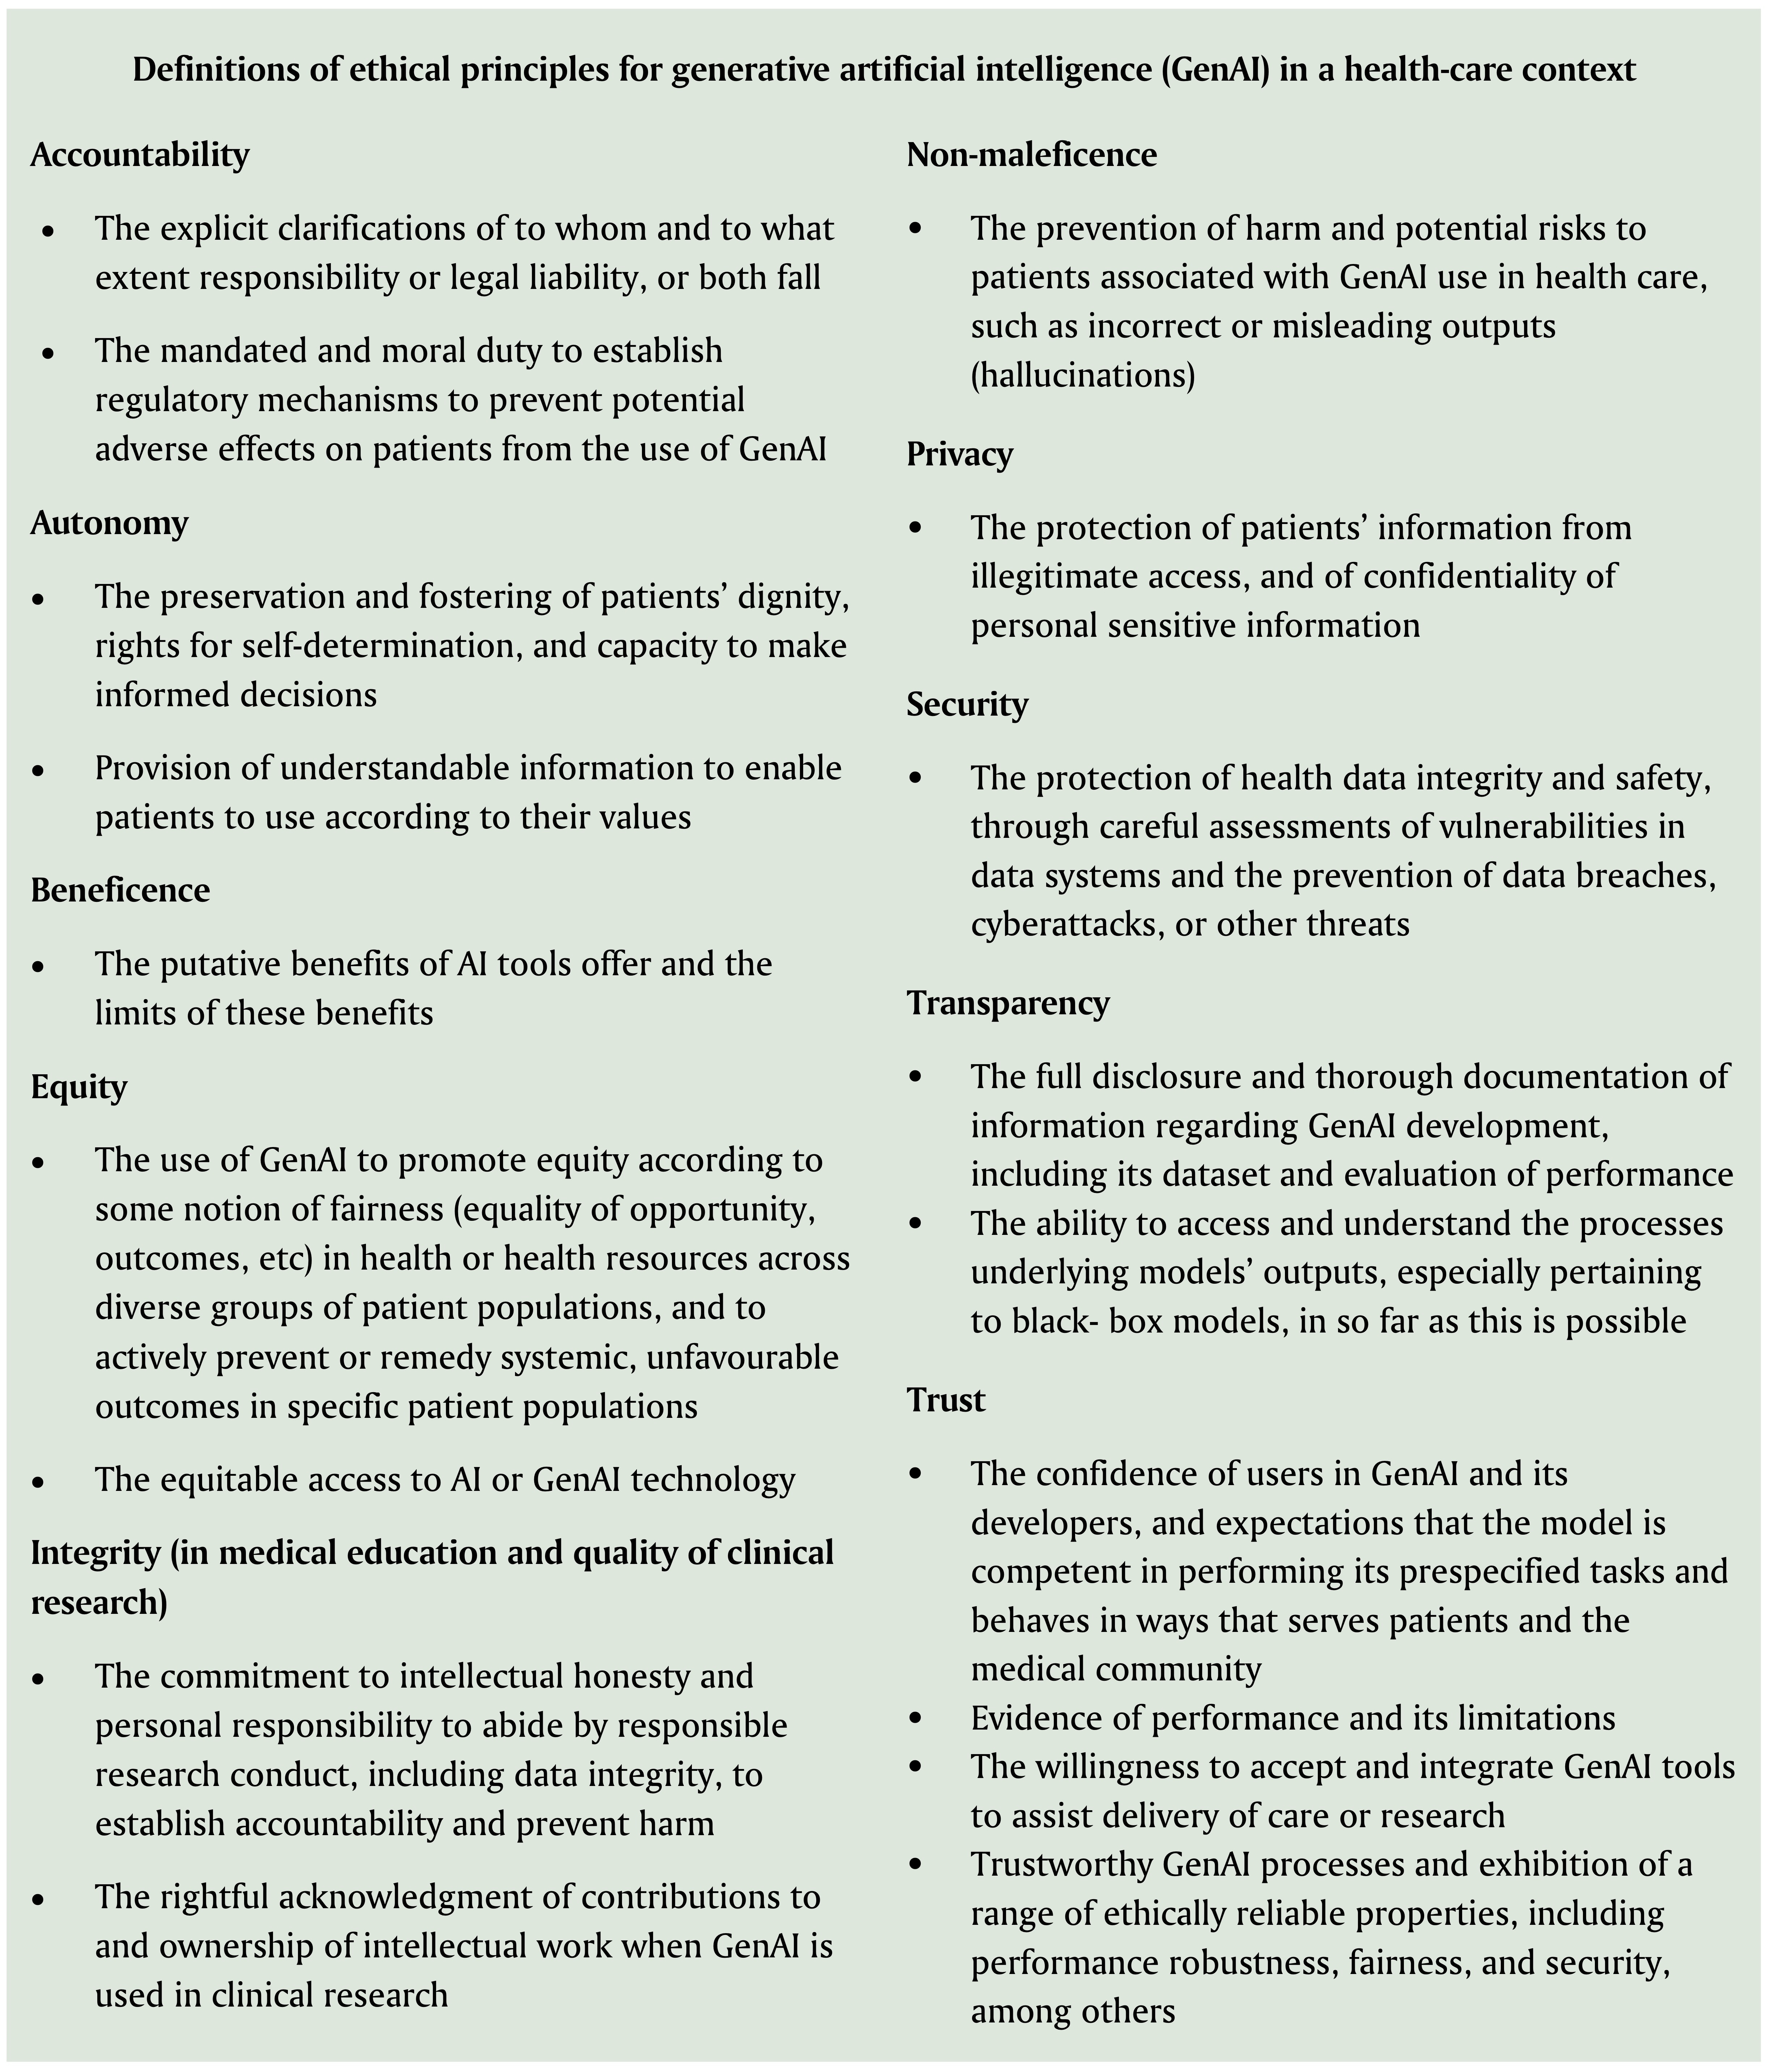 Definitions of ethical principles for generative artificial intelligence (GenAI) in a health-care context
Accountability
• The explicit clarifications of to whom and to what
extent responsibility or legal liability, or both fall
• The mandated and moral duty to establish
regulatory mechanisms to prevent potential
adverse effects on patients from the use of GenAI
Autonomy
• The preservation and fostering of patients’ dignity,
rights for self-determination, and capacity to make
informed decisions
• Provision of understandable information to enable
patients to use according to their values
Beneficence
• The putative benefits of AI tools offer and the
limits of these benefits
Equity
• The use of GenAI to promote equity according to
some notion of fairness (equality of opportunity,
outcomes, etc) in health or health resources across
diverse groups of patient populations, and to
actively prevent or remedy systemic, unfavourable
outcomes in specific patient populations
• The equitable access to AI or GenAI technology
Integrity (in medical education and quality of clinical
research)
• The commitment to intellectual honesty and
personal responsibility to abide by responsible
research conduct, including data integrity, to
establish accountability and prevent harm
• The rightful acknowledgment of contributions to
and ownership of intellectual work when GenAI is
used in clinical research
Non-maleficence
• The prevention of harm and potential risks to
patients associated with GenAI use in health care,
such as incorrect or misleading outputs
(hallucinations)
Privacy
• The protection of patients’ information from
illegitimate access, and of confidentiality of
personal sensitive information
Security
• The protection of health data integrity and safety,
through careful assessments of vulnerabilities in
data systems and the prevention of data breaches,
cyberattacks, or other threats
Transparency
• The full disclosure and thorough documentation of
information regarding GenAI development,
including its dataset and evaluation of performance
• The ability to access and understand the processes
underlying models’ outputs, especially pertaining
to black- box models, in so far as this is possible
Trust
• The confidence of users in GenAI and its
developers, and expectations that the model is
competent in performing its prespecified tasks and
behaves in ways that serves patients and the
medical community
• Evidence of performance and its limitations
• The willingness to accept and integrate GenAI tools
to assist delivery of care or research
• Trustworthy GenAI processes and exhibition of a
range of ethically reliable properties, including
performance robustness, fairness, and security,
among others